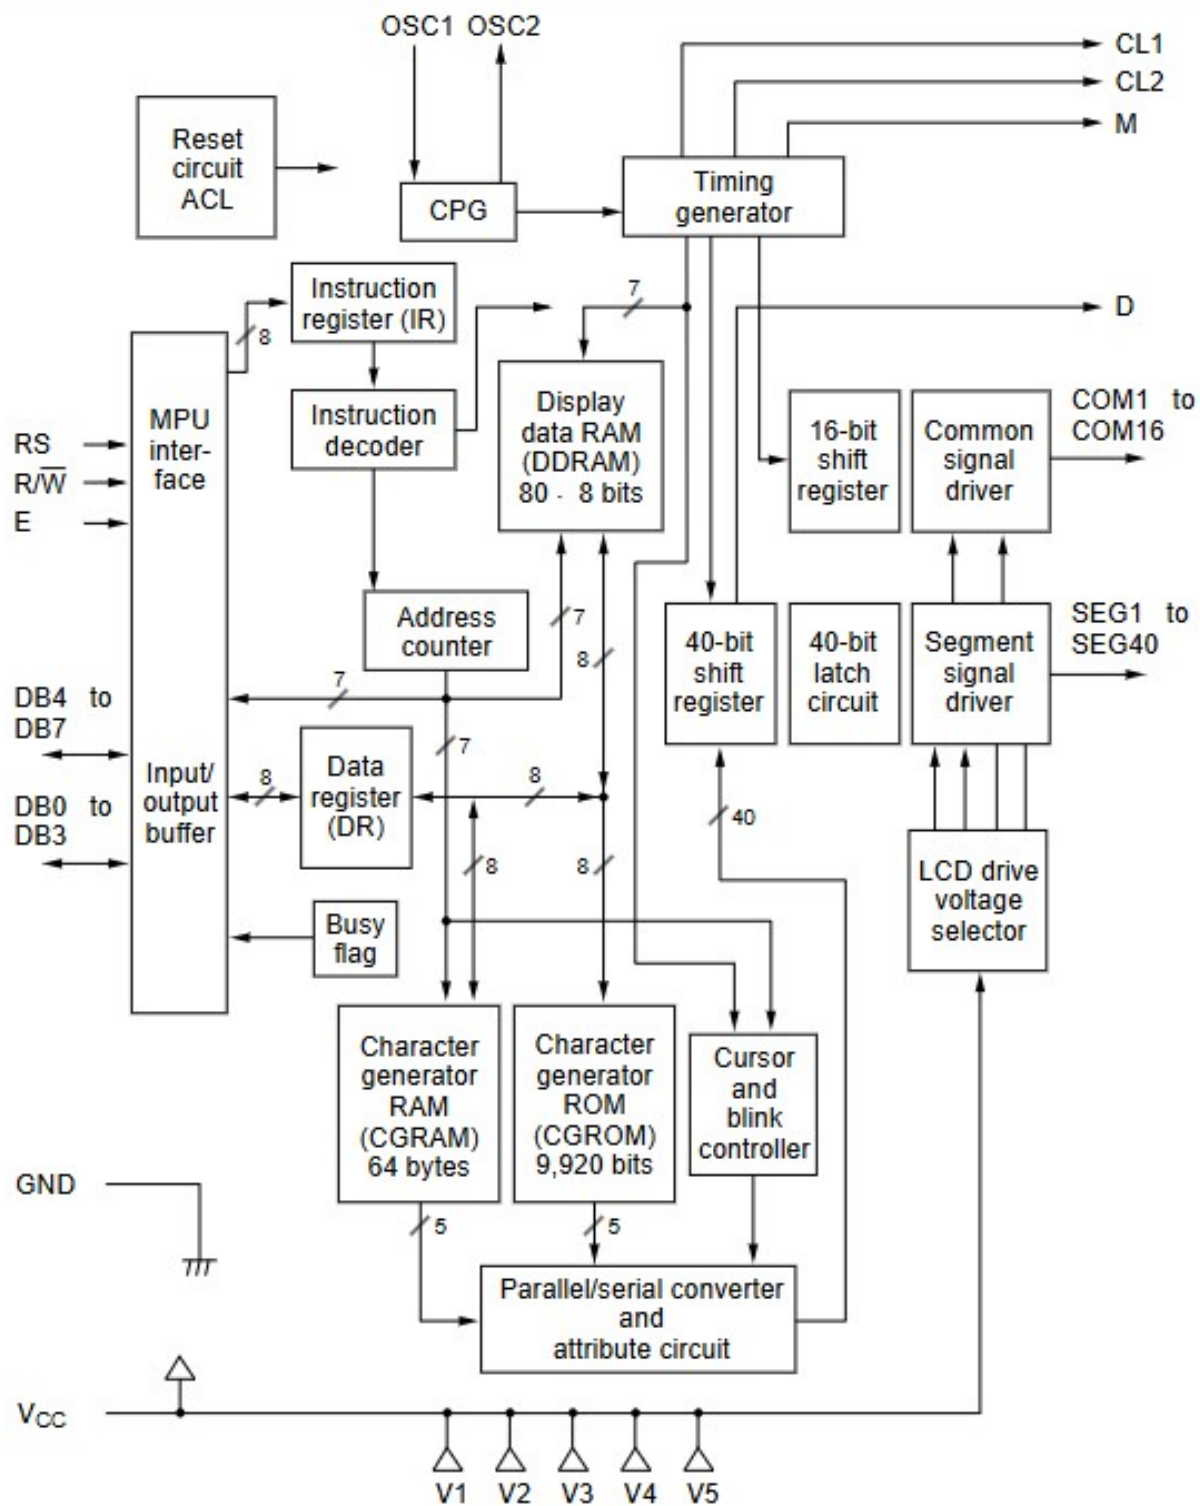 OSC1 OSC2
CL1
CL2
M
Reset
circuit
ACL
CPG
Timing
generator
Instruction
register (IR)
8
7
D
MPU
inter-
face
Instruction
decoder
Display
data RAM
(DDRAM)
80 - 8 bits
16-bit
shift
register
Common
signal
driver
COM1 to
COM16
RS
R/W̅
E
Address
counter
7
8
40-bit
shift
register
40-bit
latch
circuit
Segment
signal
driver
SEG1 to
SEG40
7
DB4 to
DB7
7
Input/
output
buffer
8
Data
register
(DR)
8
DB0 to
DB3
40
8
8
LCD drive
voltage
selector
Busy
flag
Character
generator
RAM
(CGRAM)
64 bytes
Character
generator
ROM
(CGROM)
9,920 bits
Cursor
and
blink
controller
GND
5
5
Parallel/serial converter
and
attribute circuit
VCC
V1 V2 V3 V4 V5